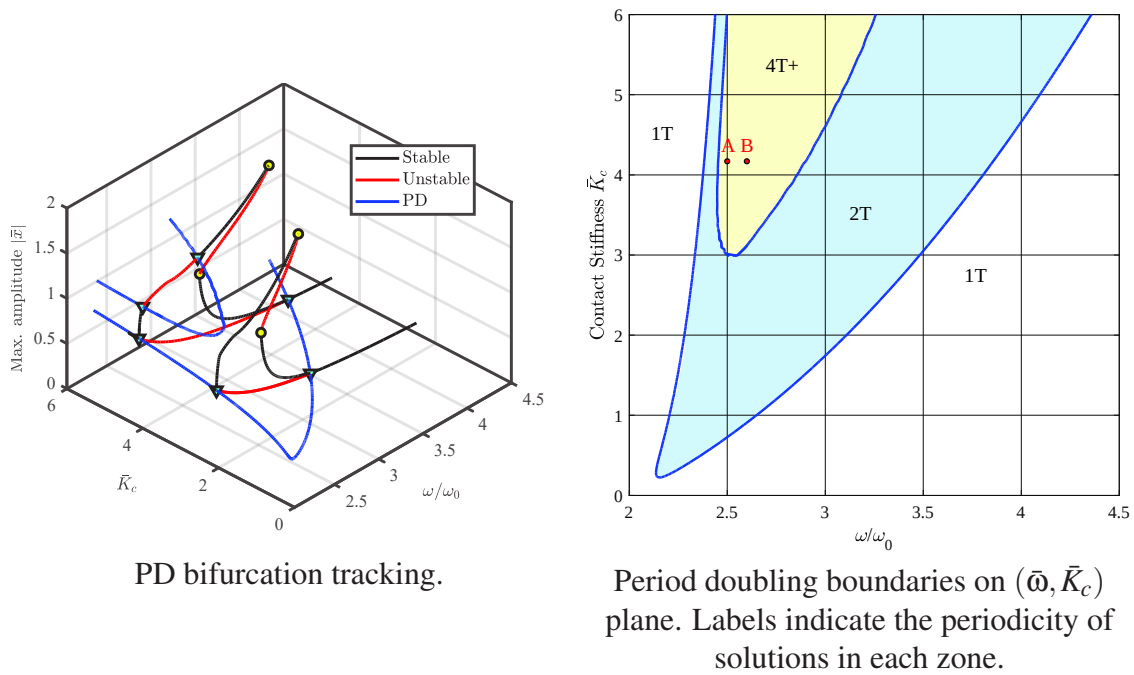 Stable
Unstable
PD
Max. amplitude |x̄|
2
1.5
1
0.5
0
6
4
2
0
K̄c
2.5
3
3.5
4
4.5
ω/ω0
PD bifurcation tracking.
Contact Stiffness K̄c
6
5
4
3
2
1
0
4T+
1T
A B
2T
1T
2
2.5
3
3.5
4
4.5
ω/ω0
Period doubling boundaries on (ω̄, K̄c)
plane. Labels indicate the periodicity of
solutions in each zone.